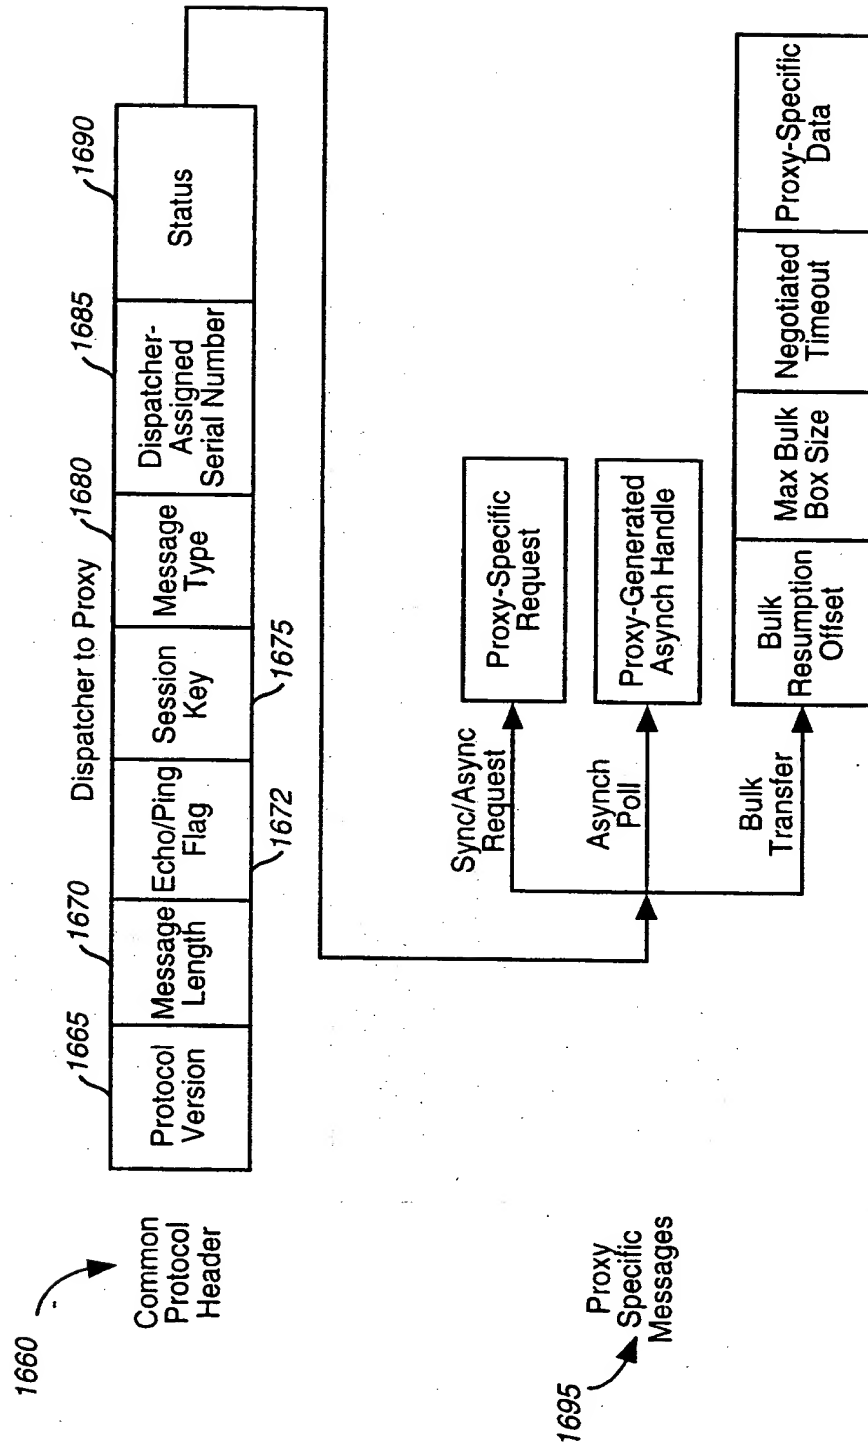 1660
Common
Protocol
Header
Dispatcher to Proxy
1665
1670
1680
1685
1690
Protocol
Version
Message
Length
Echo/Ping
Flag
Session
Key
Message
Type
Dispatcher-
Assigned
Serial Number
Status
1672
1675
1695
Proxy
Specific
Messages
Sync/Async
Request
Proxy-Specific
Request
Asynch
Poll
Proxy-Generated
Asynch Handle
Bulk
Transfer
Bulk
Resumption
Offset
Max Bulk
Box Size
Negotiated
Timeout
Proxy-Specific
Data